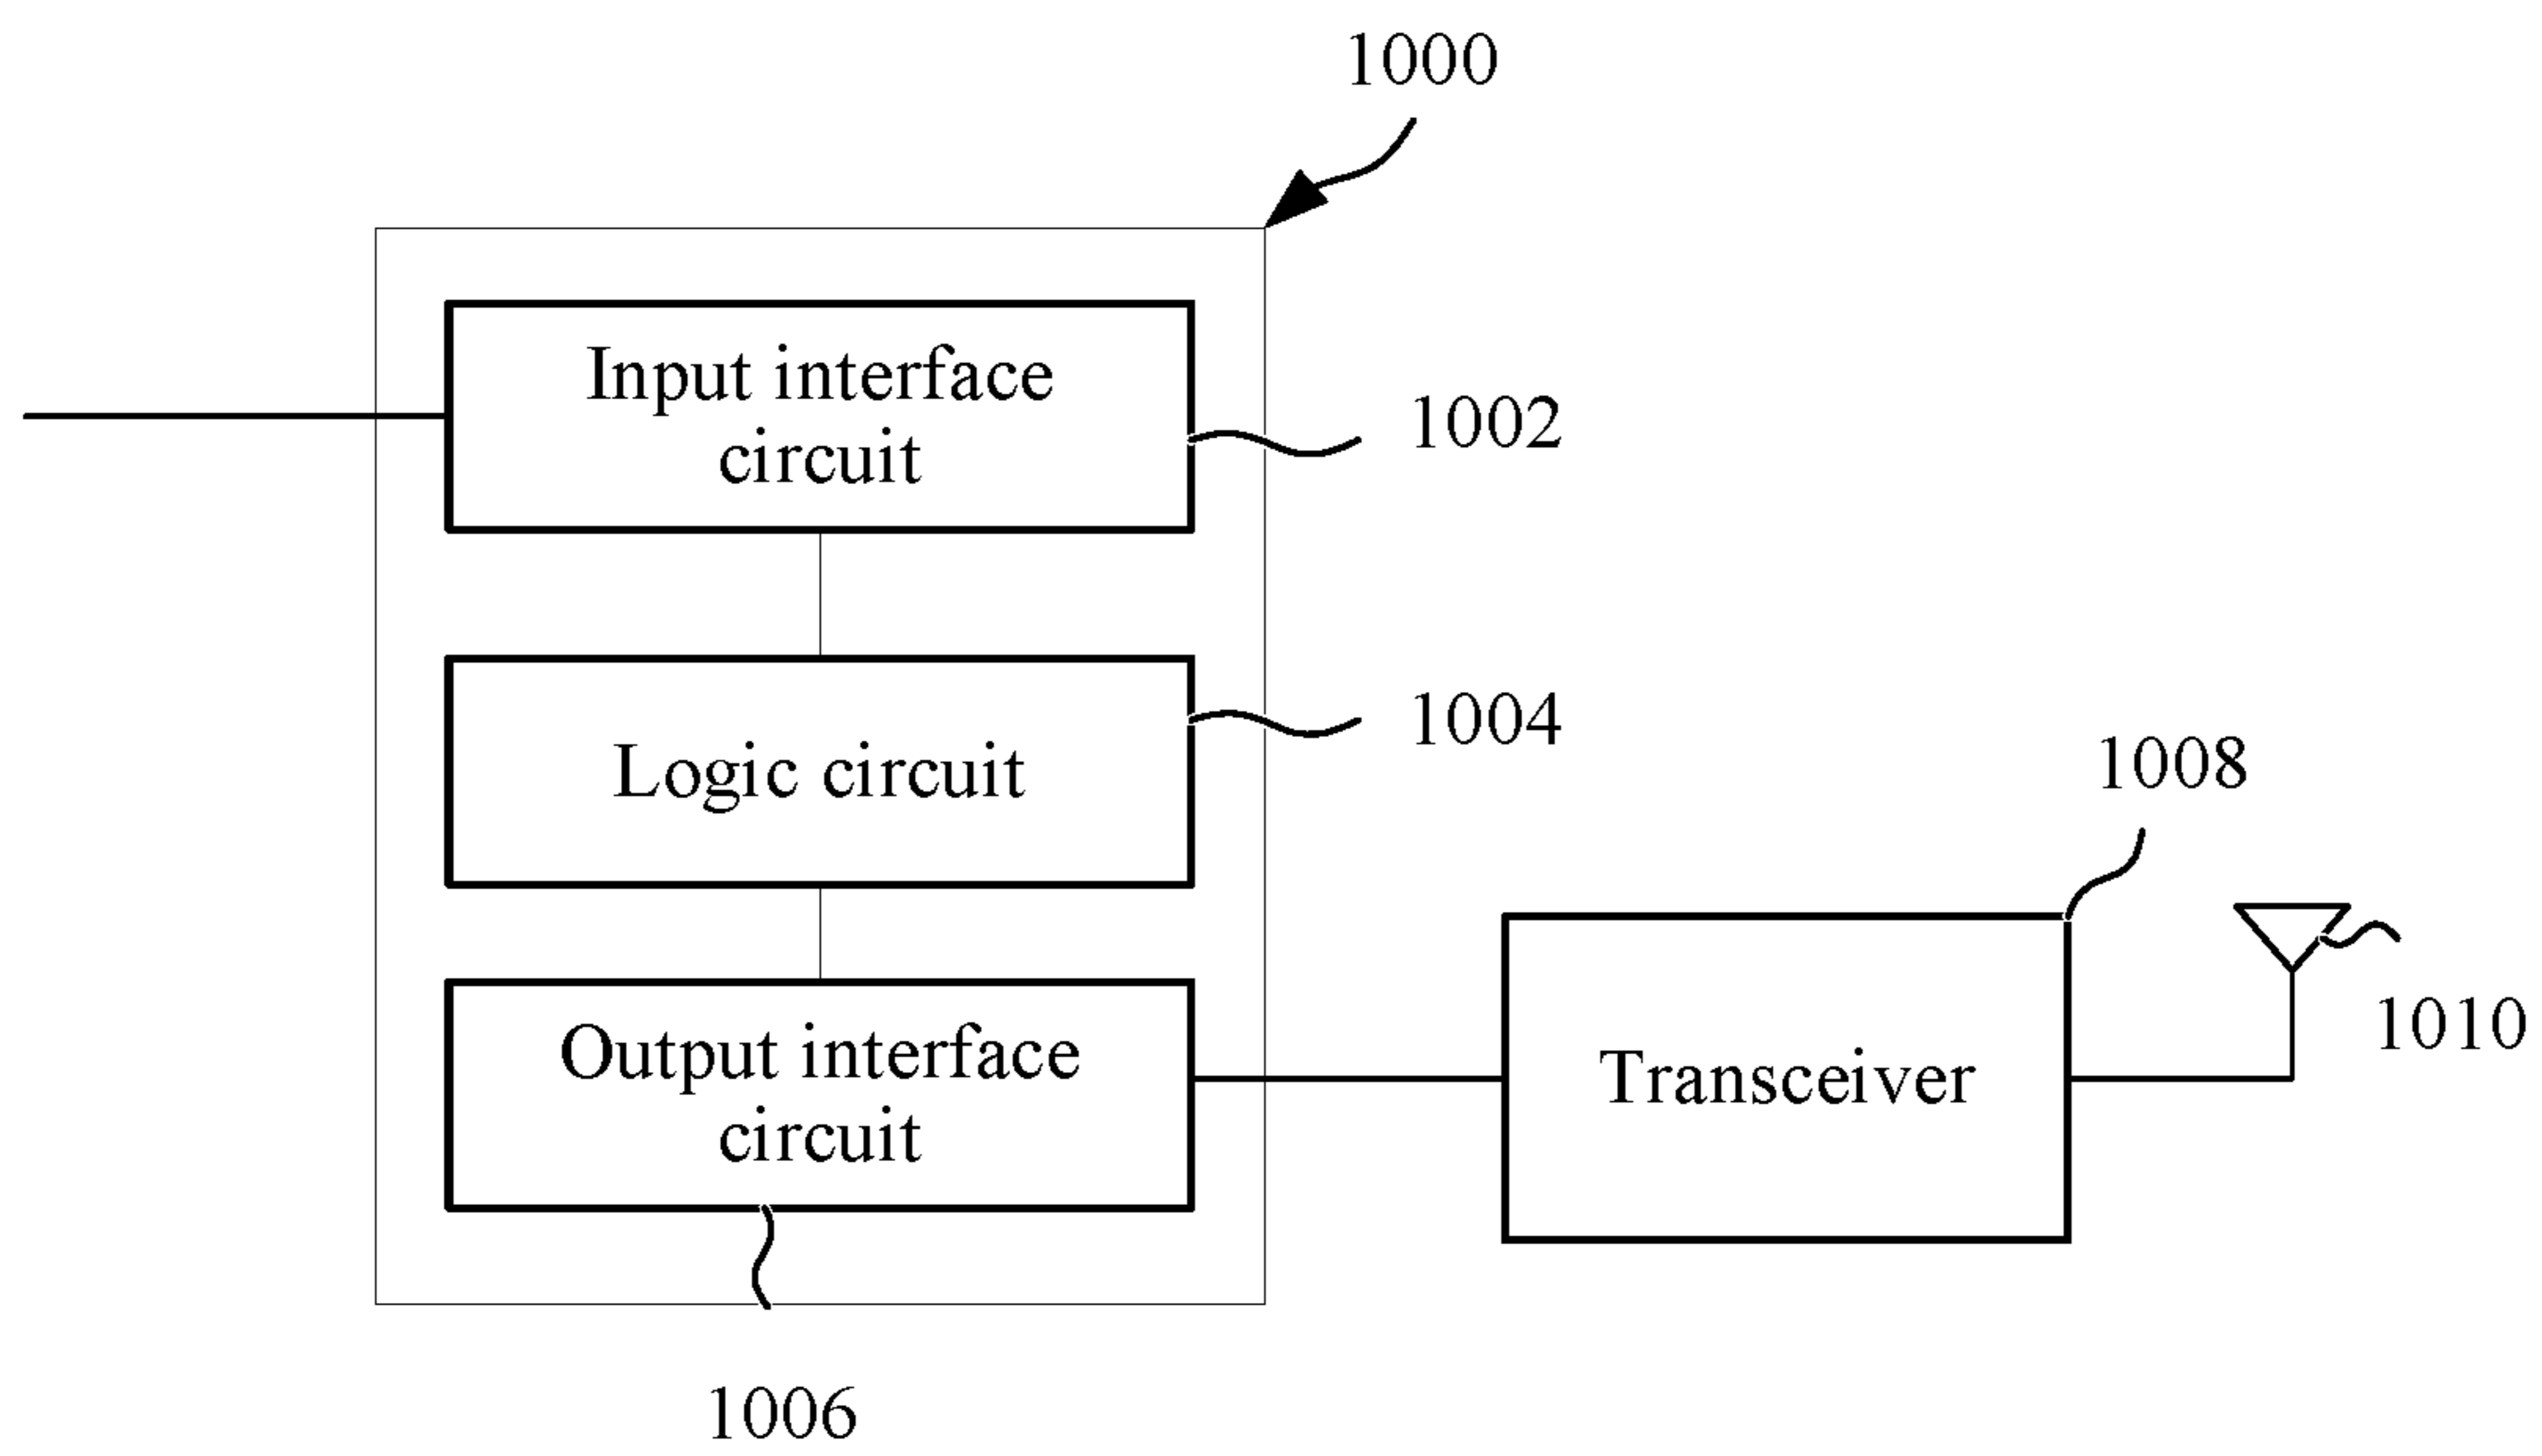 1000
Input interface
circuit
1002
Logic circuit
1004
1008
Output interface
circuit
Transceiver
1010
1006